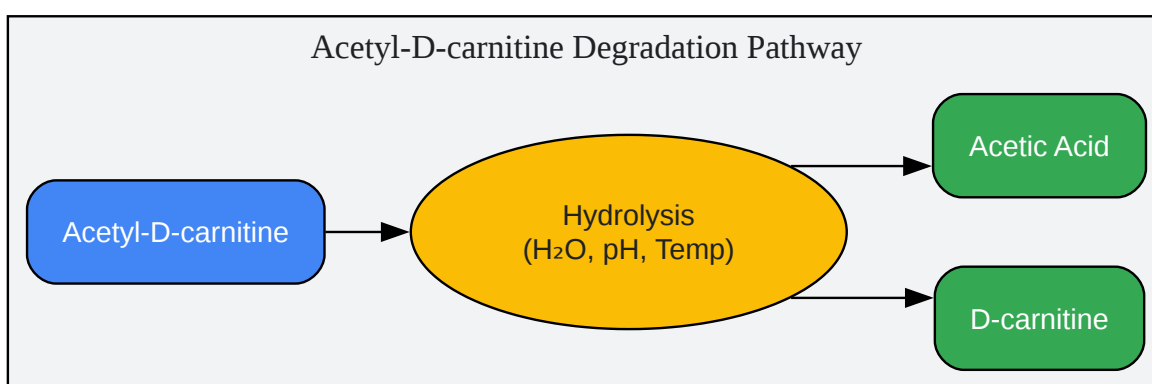 Acetyl-D-carnitine Degradation Pathway
Acetyl-D-carnitine
Hydrolysis
(H₂O, pH, Temp)
Acetic Acid
D-carnitine